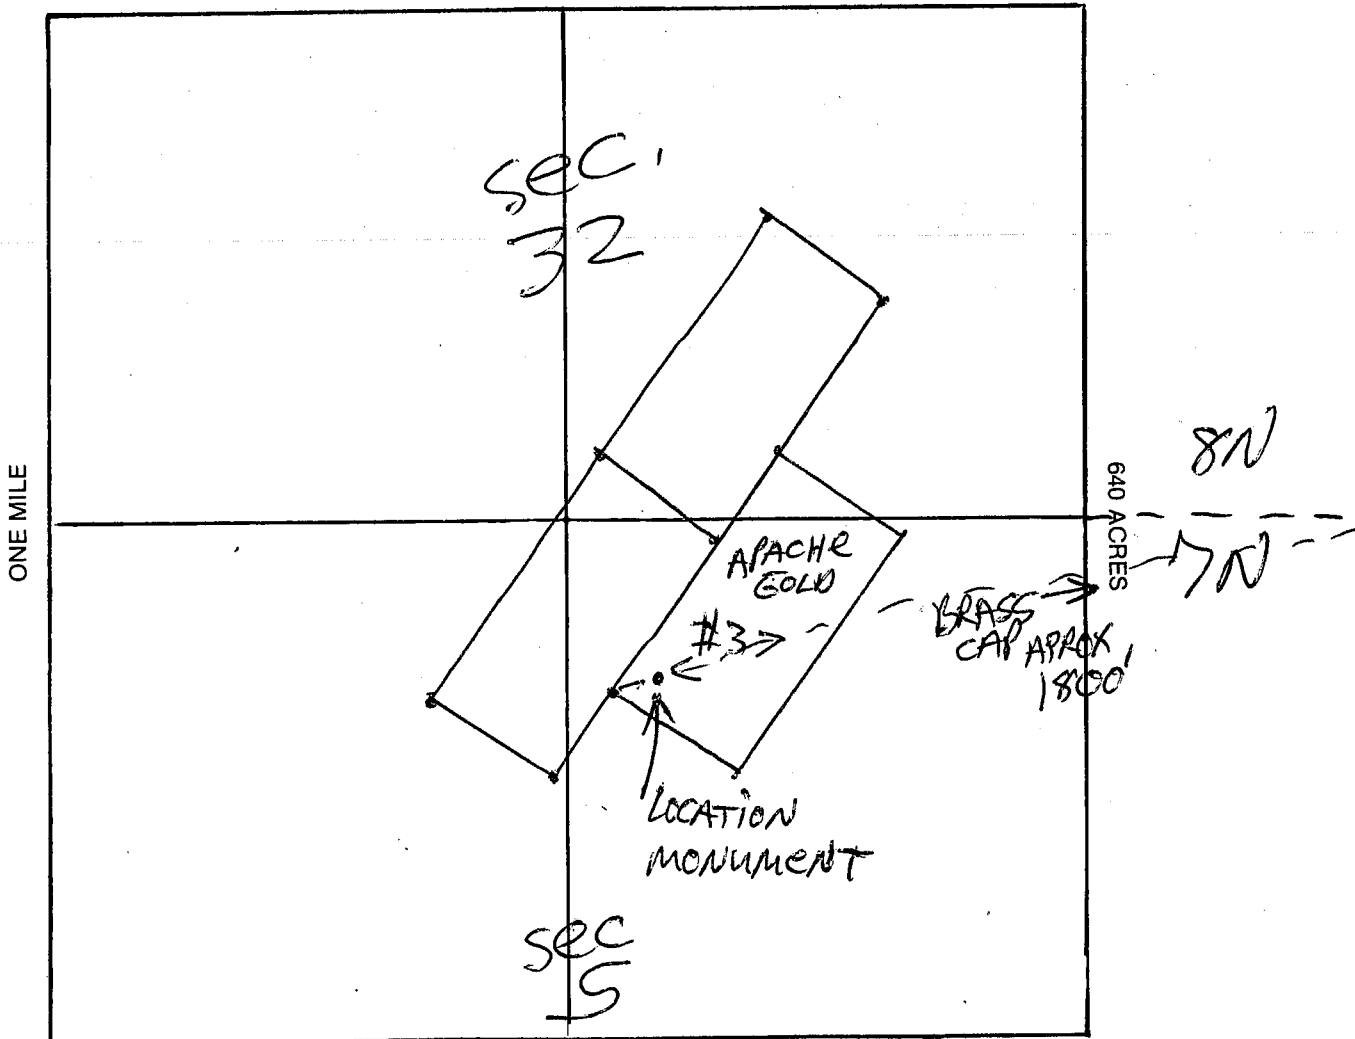 sec.
32
8N
640 ACRES
7N
ONE MILE
APACHE
GOLD
#3
BRASS
CAP APROX
1800'
LOCATION
MONUMENT
sec
5